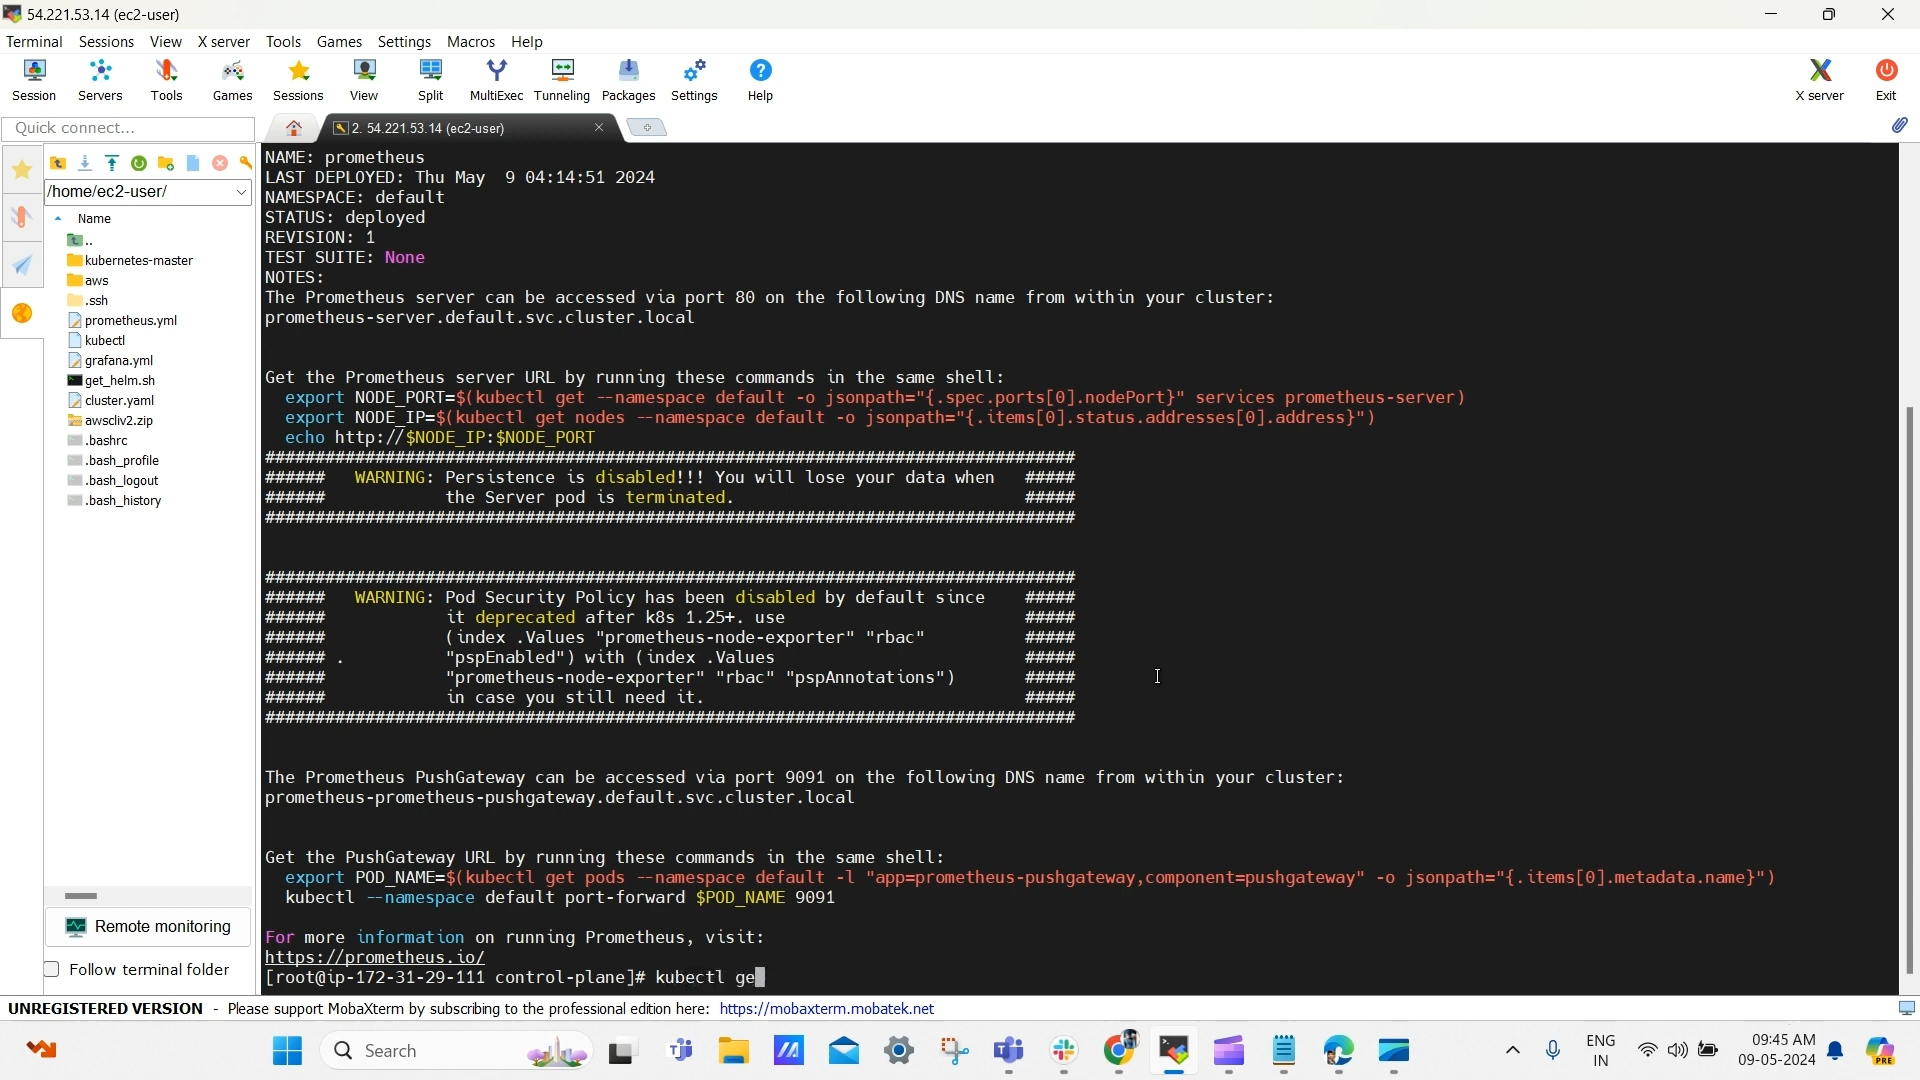 54.221.53.14 (ec2-user)
Terminal Sessions View X server Tools Games Settings Macros Help
Session Servers Tools Games Sessions View Split MultiExec Tunneling Packages Settings Help X server Exit
Quick connect...
2. 54.221.53.14 (ec2-user)
/home/ec2-user/
Name
..
kubernetes-master
aws
.ssh
prometheus.yml
kubectl
grafana.yml
get_helm.sh
cluster.yaml
awscliv2.zip
.bashrc
.bash_profile
.bash_logout
.bash_history
Remote monitoring
Follow terminal folder
NAME: prometheus
LAST DEPLOYED: Thu May  9 04:14:51 2024
NAMESPACE: default
STATUS: deployed
REVISION: 1
TEST SUITE: None
NOTES:
The Prometheus server can be accessed via port 80 on the following DNS name from within your cluster:
prometheus-server.default.svc.cluster.local
Get the Prometheus server URL by running these commands in the same shell:
export NODE_PORT=$(kubectl get --namespace default -o jsonpath="{.spec.ports[0].nodePort}" services prometheus-server)
export NODE_IP=$(kubectl get nodes --namespace default -o jsonpath="{.items[0].status.addresses[0].address}")
echo http://$NODE_IP:$NODE_PORT
#################################################################################
######   WARNING: Persistence is disabled!!! You will lose your data when   #####
######            the Server pod is terminated.                             #####
#################################################################################
#################################################################################
######   WARNING: Pod Security Policy has been disabled by default since    #####
######            it deprecated after k8s 1.25+. use                        #####
######            (index .Values "prometheus-node-exporter" "rbac"          #####
###### .          "pspEnabled") with (index .Values                         #####
######            "prometheus-node-exporter" "rbac" "pspAnnotations")       #####
######            in case you still need it.                                #####
#################################################################################
The Prometheus PushGateway can be accessed via port 9091 on the following DNS name from within your cluster:
prometheus-prometheus-pushgateway.default.svc.cluster.local
Get the PushGateway URL by running these commands in the same shell:
export POD_NAME=$(kubectl get pods --namespace default -l "app=prometheus-pushgateway,component=pushgateway" -o jsonpath="{.items[0].metadata.name}")
kubectl --namespace default port-forward $POD_NAME 9091
For more information on running Prometheus, visit:
https://prometheus.io/
[root@ip-172-31-29-111 control-plane]# kubectl ge
UNREGISTERED VERSION - Please support MobaXterm by subscribing to the professional edition here: https://mobaxterm.mobatek.net
Search
ENG
IN
09:45 AM
09-05-2024
PRE